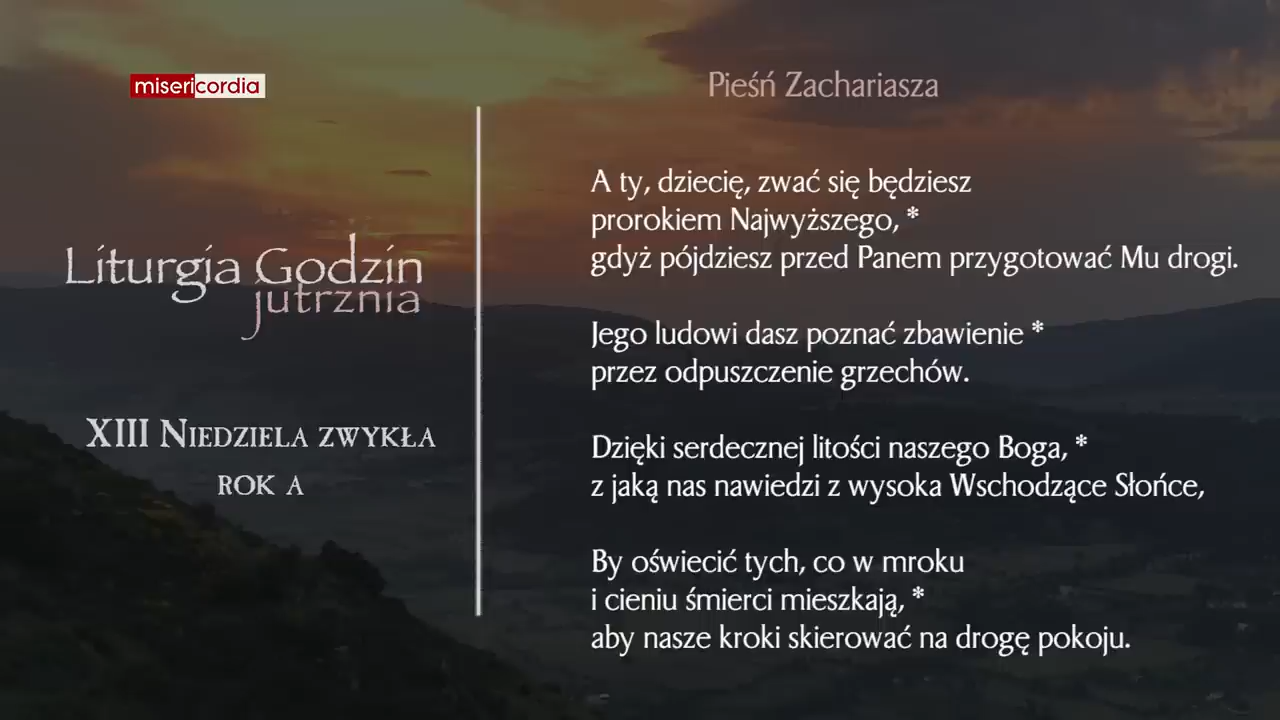 misericordia
Liturgia Godzin
jutrznia
XIII Niedziela zwykła
rok A
Pieśń Zachariasza
A ty, dziecię, zwać się będziesz
prorokiem Najwyższego, *
gdyż pójdziesz przed Panem przygotować Mu drogi.
Jego ludowi dasz poznać zbawienie *
przez odpuszczenie grzechów.
Dzięki serdecznej litości naszego Boga, *
z jaką nas nawiedzi z wysoka Wschodzące Słońce,
By oświecić tych, co w mroku
i cieniu śmierci mieszkają, *
aby nasze kroki skierować na drogę pokoju.